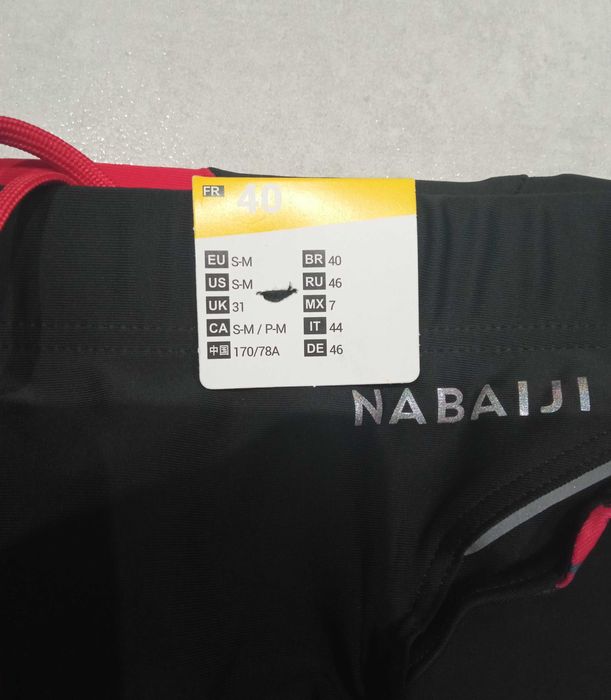 FR 40
EU S-M BR 40
US S-M RU 46
UK 31 MX 7
CA S-M / P-M IT 44
中国 170/78A DE 46
NABAIJI